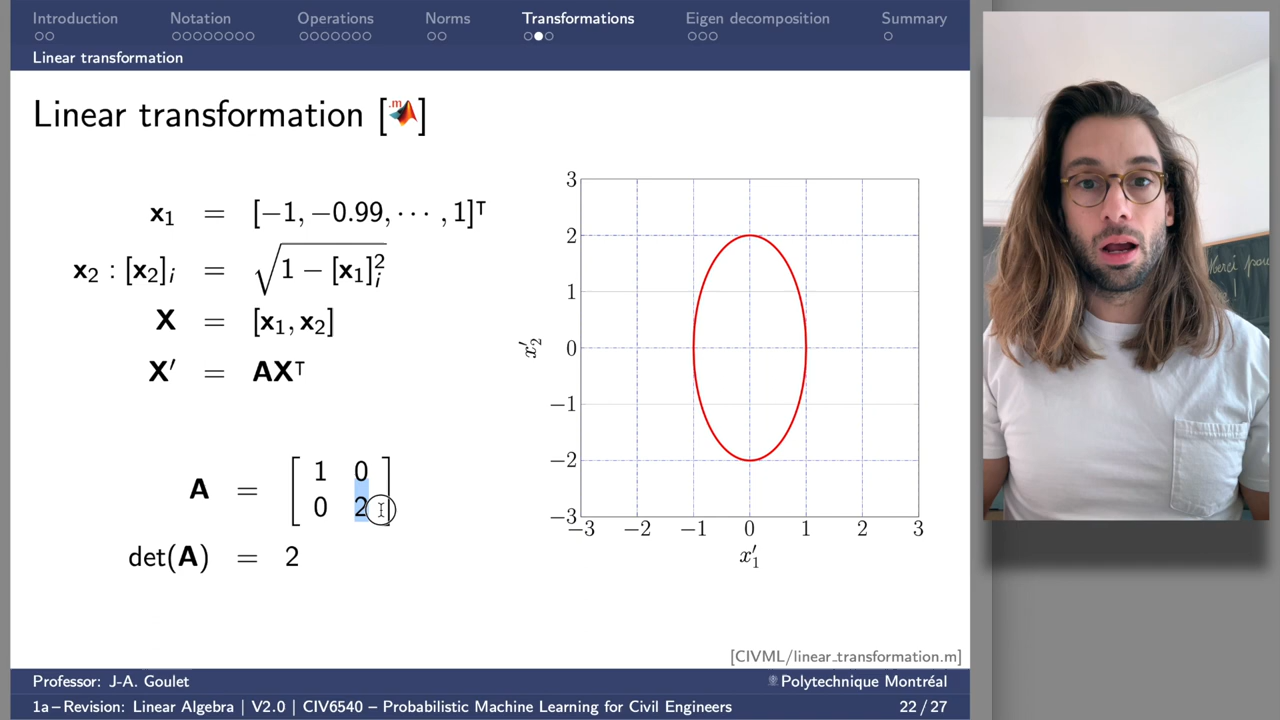 Introduction Notation Operations Norms Transformations Eigen decomposition Summary
Linear transformation
Linear transformation [.m]
x₁ = [−1, −0.99, ⋯ , 1]ᵀ
x₂ : [x₂]ᵢ = √(1 − [x₁]ᵢ²)
X = [x₁, x₂]
X′ = AXᵀ
A = [1 0
0 2]
det(A) = 2
3
2
1
0
−1
−2
−3
x′₂
−3 −2 −1 0 1 2 3
x′₁
Merci pour
!
[CIVML/linear_transformation.m]
Professor: J-A. Goulet Polytechnique Montréal
1a – Revision: Linear Algebra | V2.0 | CIV6540 – Probabilistic Machine Learning for Civil Engineers 22 / 27